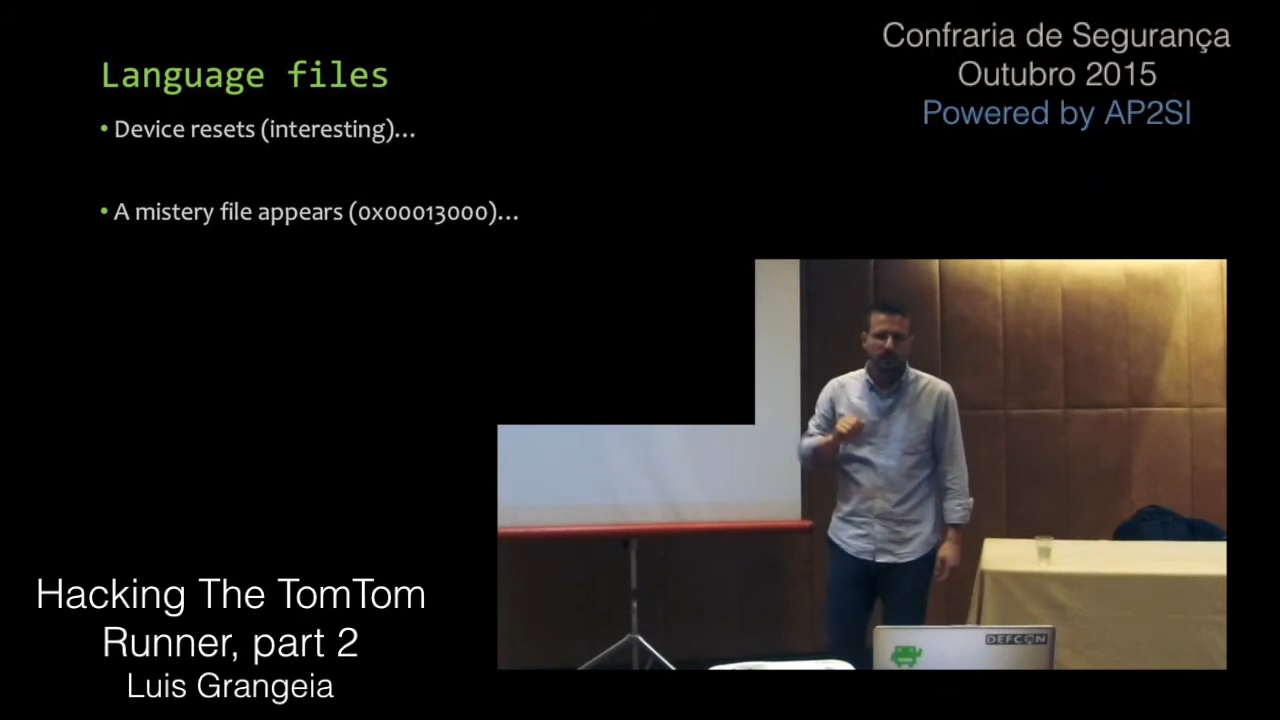 Language files
• Device resets (interesting)…
• A mistery file appears (0x00013000)…
Confraria de Segurança
Outubro 2015
Powered by AP2SI
Hacking The TomTom
Runner, part 2
Luis Grangeia
DEFCON